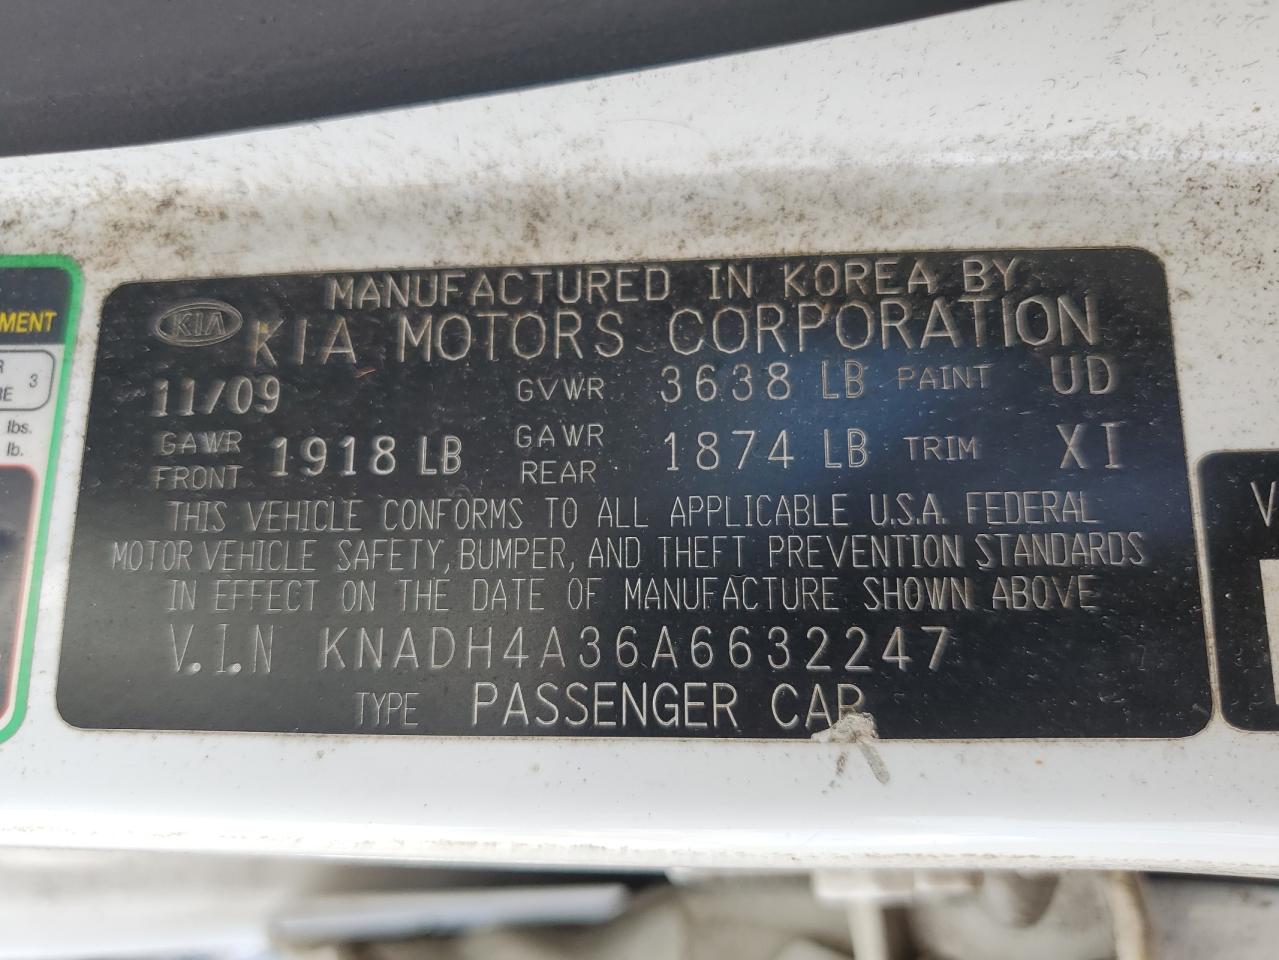 MANUFACTURED IN KOREA BY
KIA KIA MOTORS CORPORATION
11/09 GVWR 3638 LB PAINT UD
GAWR FRONT 1918 LB GAWR REAR 1874 LB TRIM XI
THIS VEHICLE CONFORMS TO ALL APPLICABLE U.S.A. FEDERAL
MOTOR VEHICLE SAFETY, BUMPER, AND THEFT PREVENTION STANDARDS
IN EFFECT ON THE DATE OF MANUFACTURE SHOWN ABOVE
V.I.N KNADH4A36A6632247
TYPE PASSENGER CAR
3
lbs.
lb.